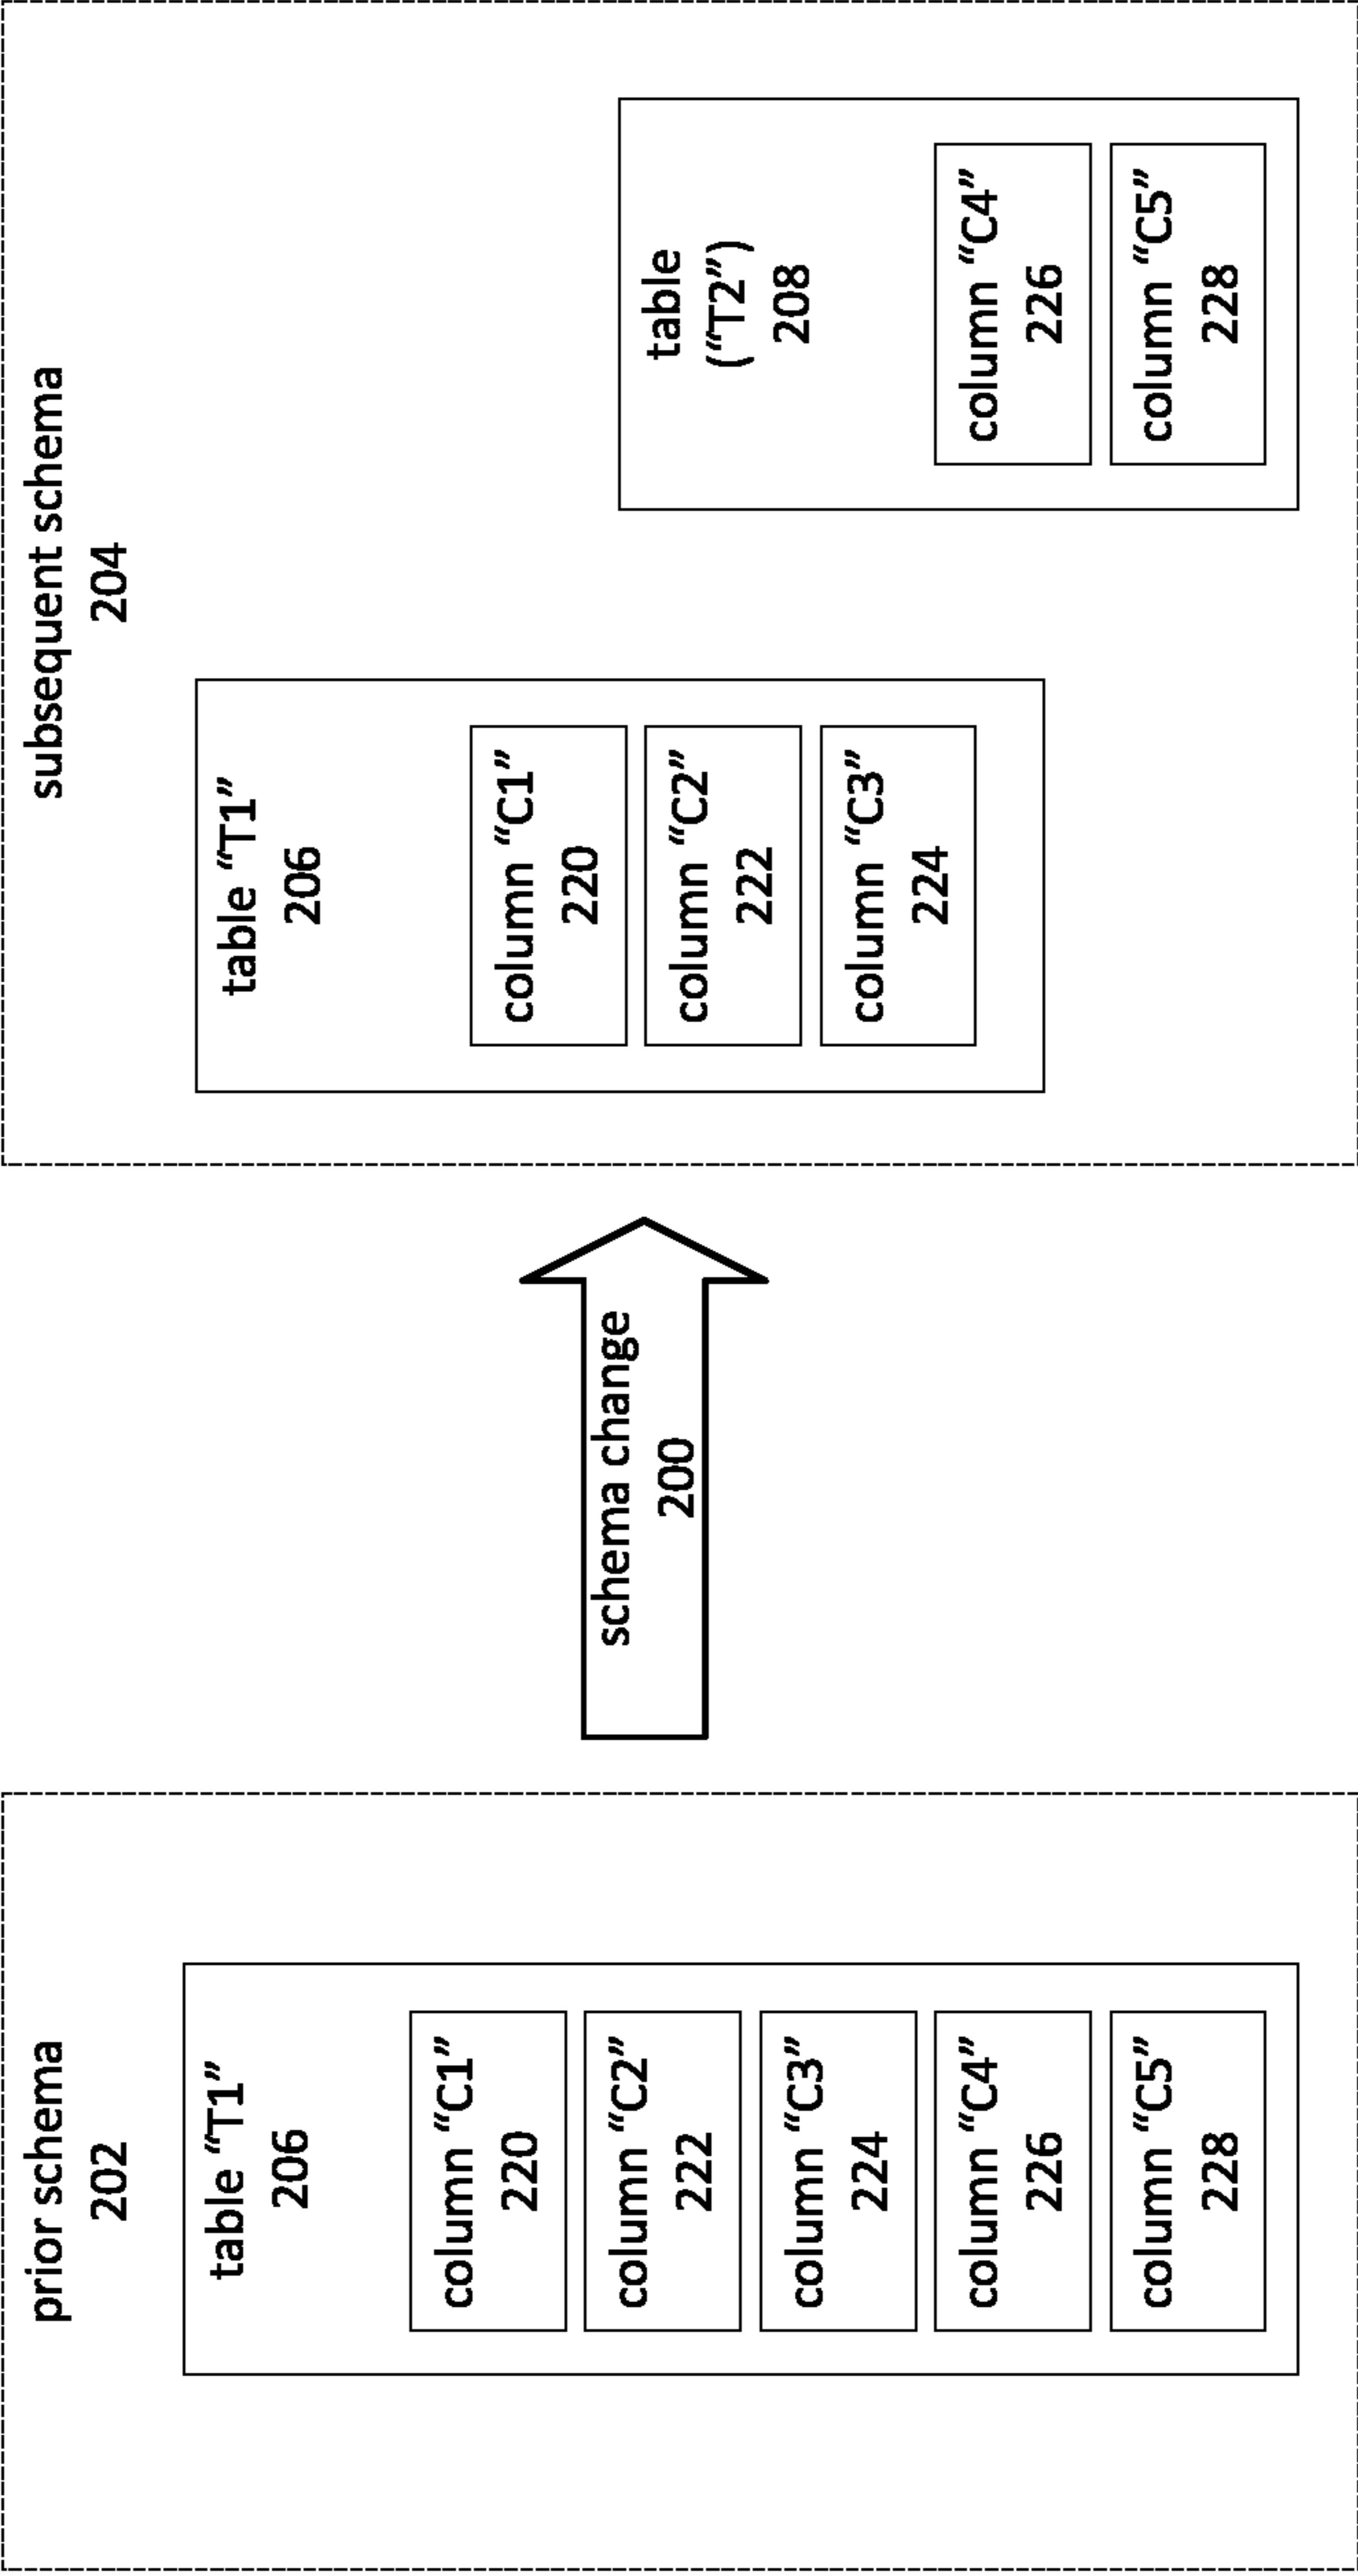 prior schema
202
table “T1”
206
column “C1”
220
column “C2”
222
column “C3”
224
column “C4”
226
column “C5”
228
schema change
200
subsequent schema
204
table “T1”
206
column “C1”
220
column “C2”
222
column “C3”
224
table
(“T2”)
208
column “C4”
226
column “C5”
228